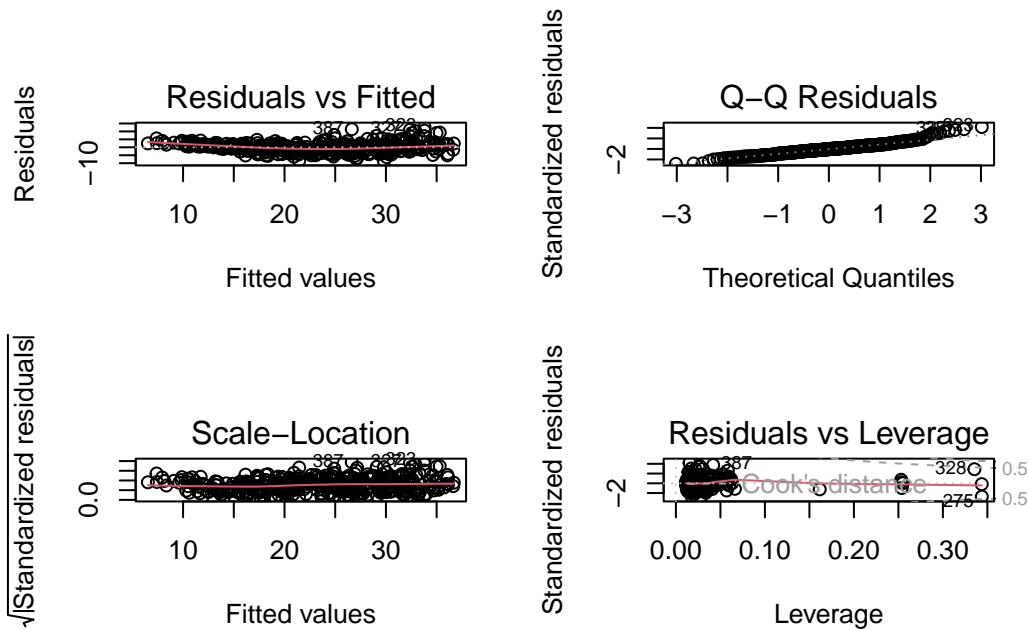 Residuals vs Fitted
Residuals
−10
387
323
10 20 30
Fitted values
Q−Q Residuals
Standardized residuals
−2
−3 −1 0 1 2 3
Theoretical Quantiles
Scale−Location
√|Standardized residuals|
0.0
387
323
10 20 30
Fitted values
Residuals vs Leverage
Standardized residuals
−2
387
328
0.5
Cook's distance
0.5
275
0.00 0.10 0.20 0.30
Leverage